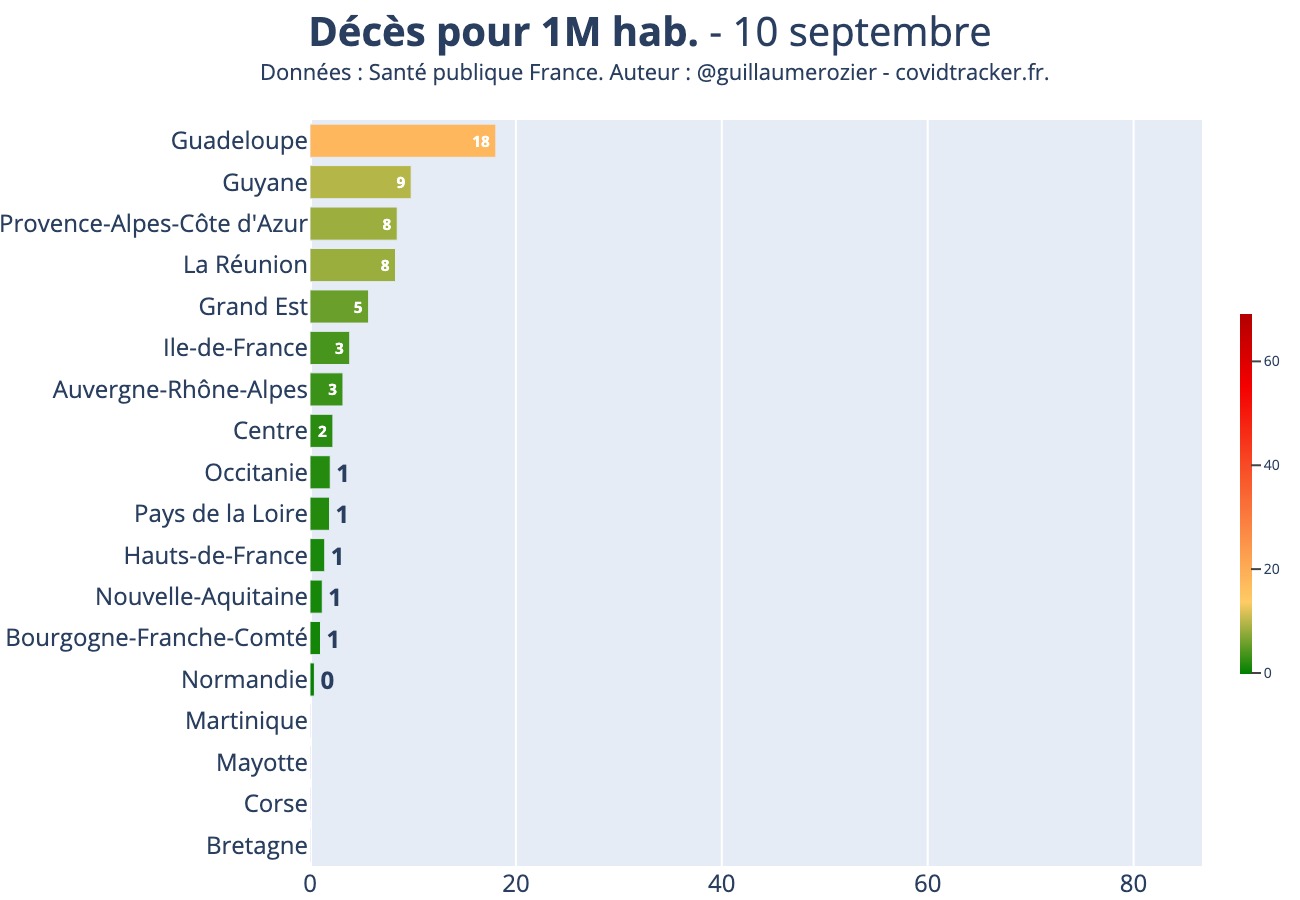 Décès pour 1M hab. - 10 septembre
Données : Santé publique France. Auteur : @guillaumerozier - covidtracker.fr.
Guadeloupe 18
Guyane 9
Provence-Alpes-Côte d'Azur 8
La Réunion 8
Grand Est 5
Ile-de-France 3
Auvergne-Rhône-Alpes 3
Centre 2
Occitanie 1
Pays de la Loire 1
Hauts-de-France 1
Nouvelle-Aquitaine 1
Bourgogne-Franche-Comté 1
Normandie 0
Martinique
Mayotte
Corse
Bretagne
0 20 40 60 80
60
40
20
0